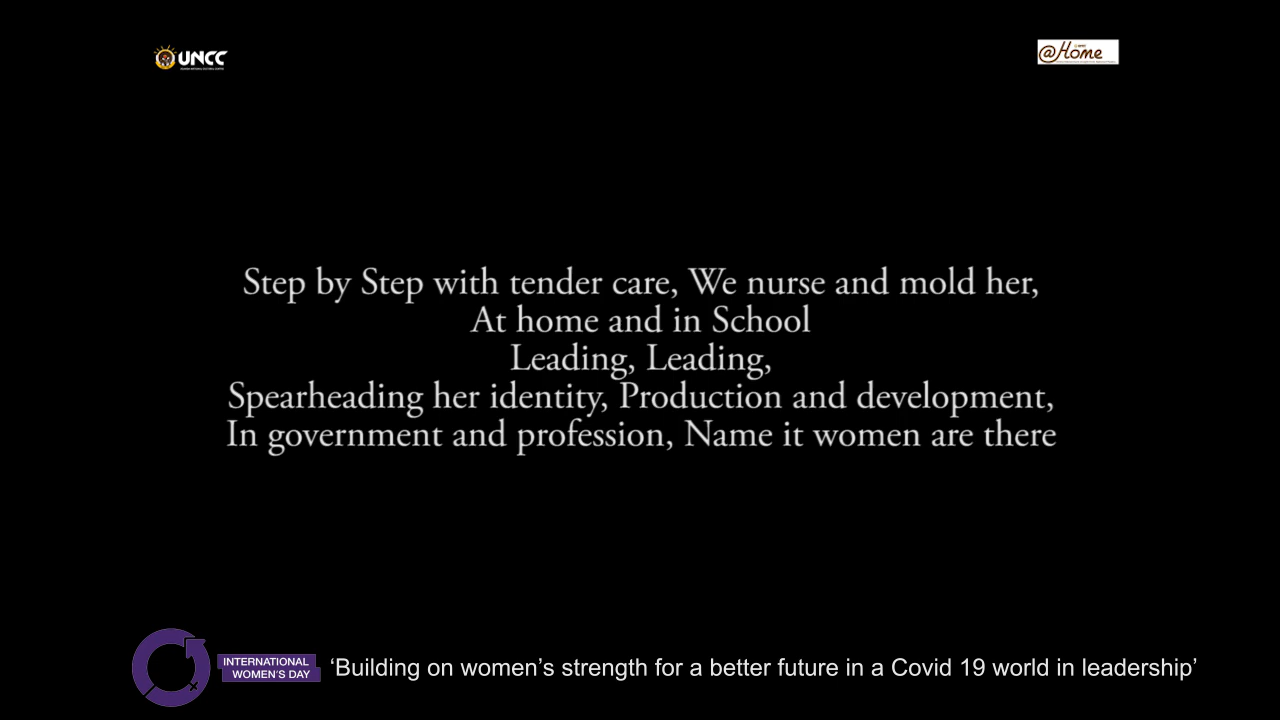 UNCC
@Home
Step by Step with tender care, We nurse and mold her,
At home and in School
Leading, Leading,
Spearheading her identity, Production and development,
In government and profession, Name it women are there
INTERNATIONAL
WOMEN'S DAY
‘Building on women’s strength for a better future in a Covid 19 world in leadership’